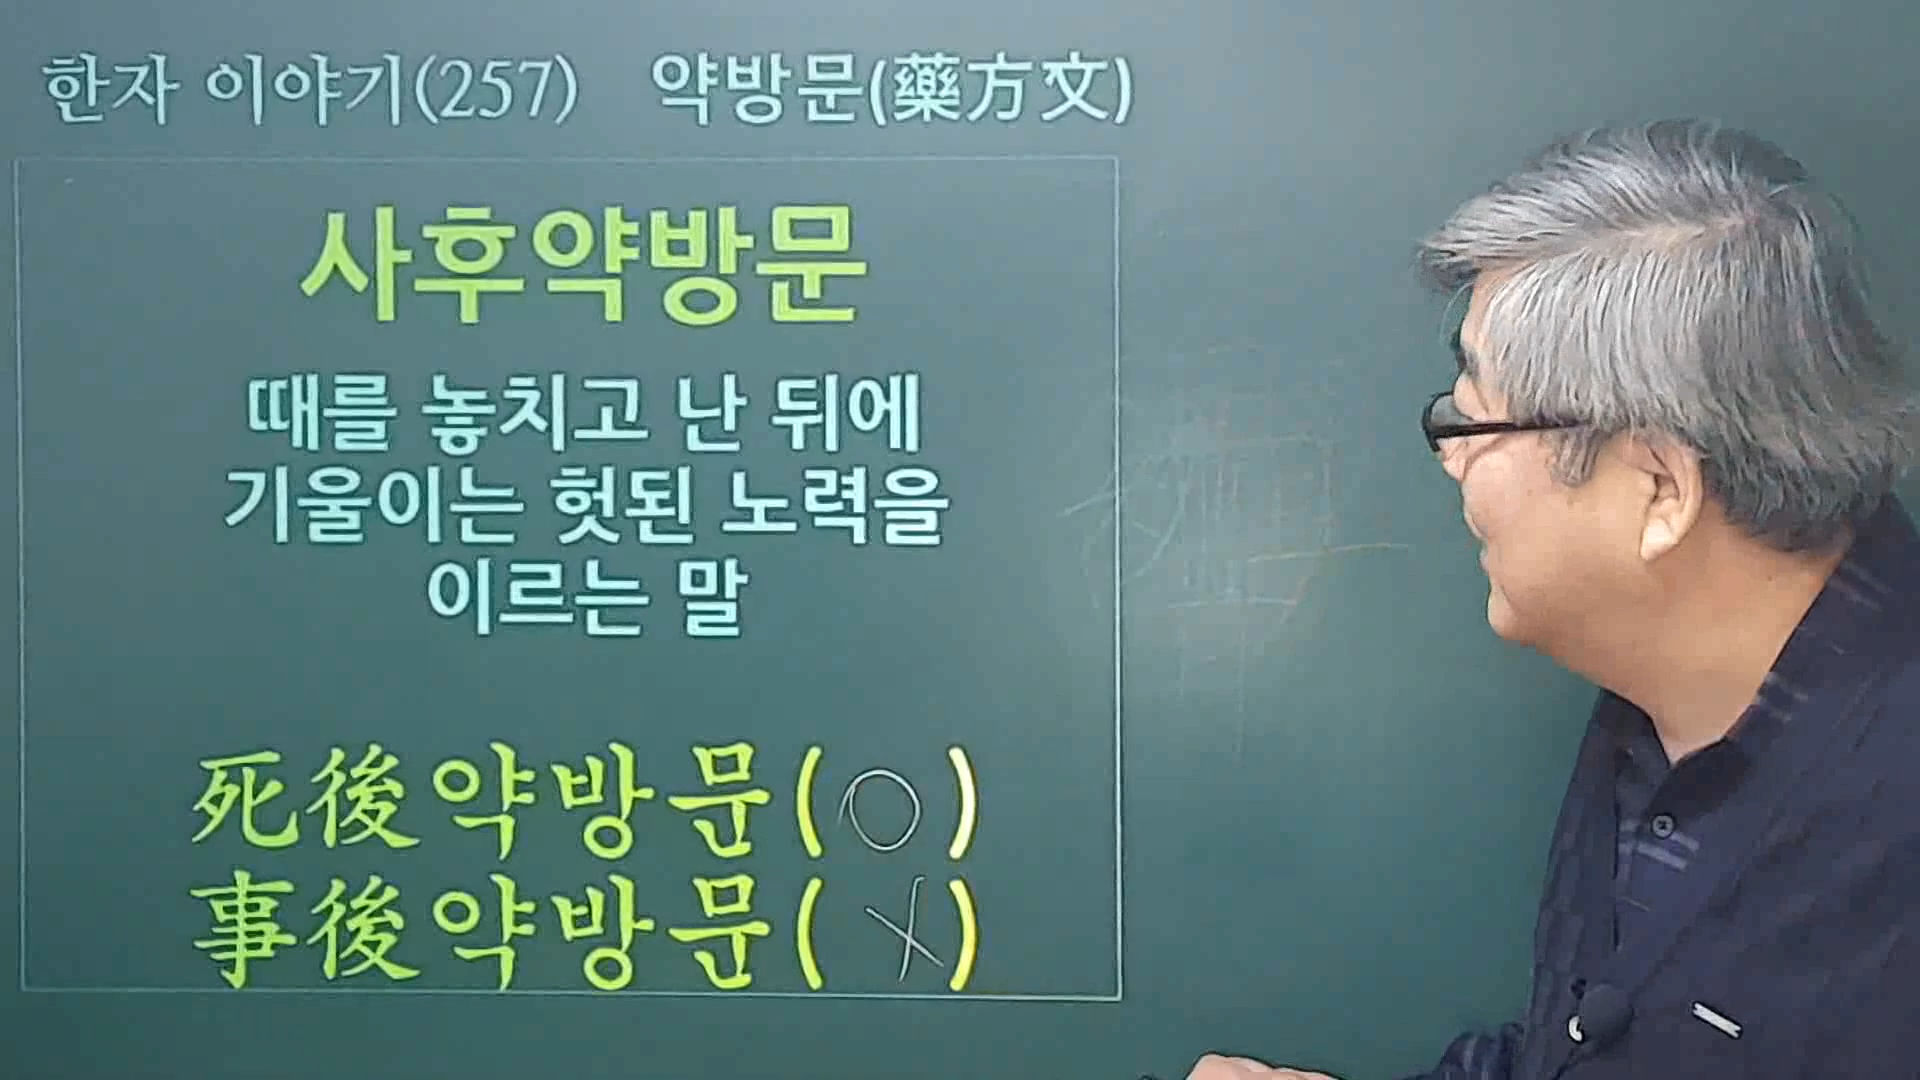 한자 이야기(257) 약방문(藥方文)
사후약방문
때를 놓치고 난 뒤에
기울이는 헛된 노력을
이르는 말
死後약방문(○)
事後약방문(X)